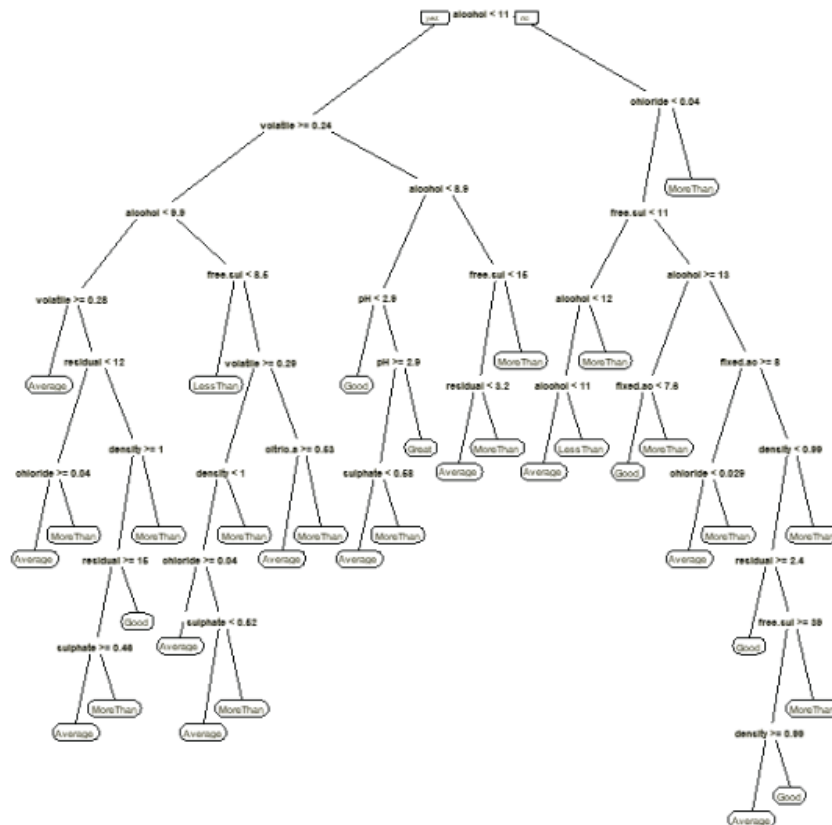 yes alcohol < 11 no
chloride < 0.04
volatile >= 0.24
alcohol < 8.9 MoreThan
alcohol < 9.9 free.sul < 11
free.sul < 8.5 free.sul < 15 alcohol >= 13
volatile >= 0.28 pH < 2.9 alcohol < 12
residual < 12 volatile >= 0.29 pH >= 2.9 MoreThan MoreThan fixed.ac >= 8
Average LessThan Good residual < 3.2 alcohol < 11 fixed.ac < 7.6
density >= 1 citric.a >= 0.53 Great MoreThan LessThan MoreThan density < 0.99
chloride >= 0.04 density < 1 sulphate < 0.58 Average Average Good chloride < 0.029
MoreThan MoreThan MoreThan MoreThan MoreThan MoreThan MoreThan
Average residual >= 15 chloride >= 0.04 Average Average Average residual >= 2.4
Good sulphate < 0.52 free.sul >= 39
sulphate >= 0.48 Average Good
MoreThan MoreThan MoreThan
Average Average density >= 0.99
Good
Average